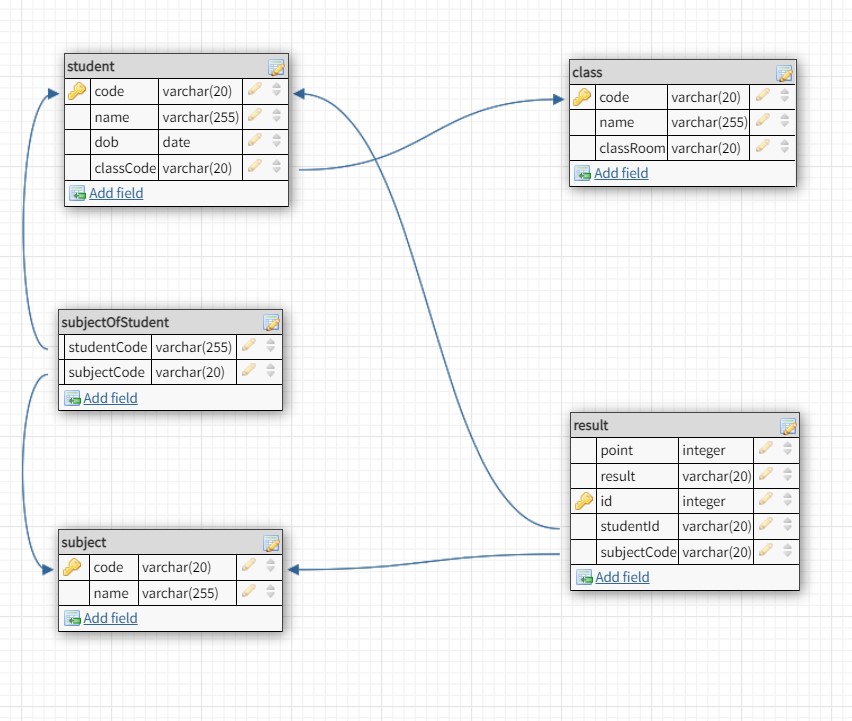 student
code varchar(20)
name varchar(255)
dob date
classCode varchar(20)
Add field
class
code varchar(20)
name varchar(255)
classRoom varchar(20)
Add field
subjectOfStudent
studentCode varchar(255)
subjectCode varchar(20)
Add field
result
point integer
result varchar(20)
id integer
studentId varchar(20)
subjectCode varchar(20)
Add field
subject
code varchar(20)
name varchar(255)
Add field